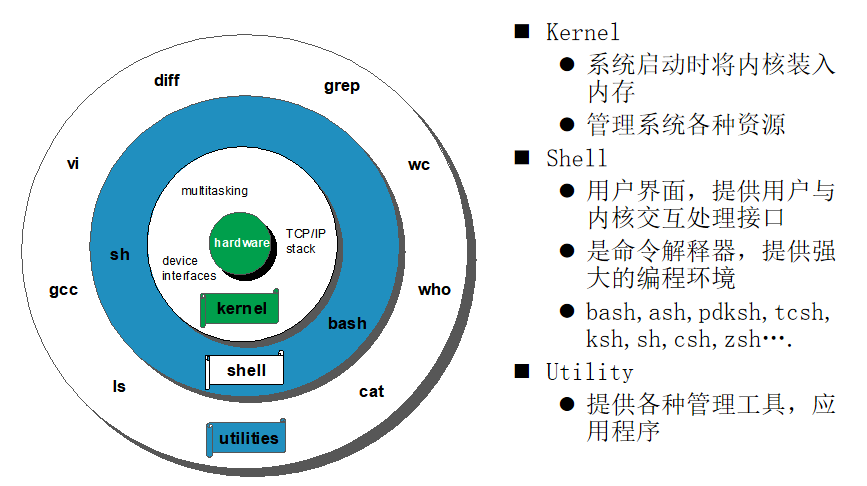 diff
grep
vi
wc
multitasking
hardware
TCP/IP
stack
sh
device
interfaces
gcc
who
kernel
bash
shell
ls
cat
utilities
■ Kernel
● 系统启动时将内核装入
内存
● 管理系统各种资源
■ Shell
● 用户界面，提供用户与
内核交互处理接口
● 是命令解释器，提供强
大的编程环境
● bash,ash,pdksh,tcsh,
ksh,sh,csh,zsh….
■ Utility
● 提供各种管理工具，应
用程序